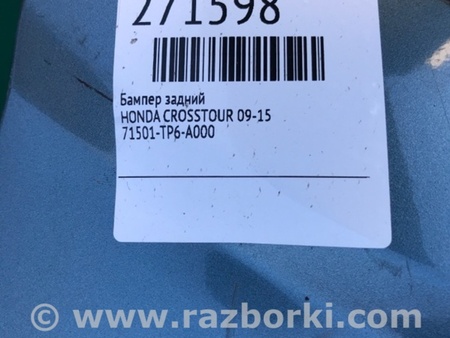 271598
Бампер задний
HONDA CROSSTOUR 09-15
71501-TP6-A000
© www.razborki.com